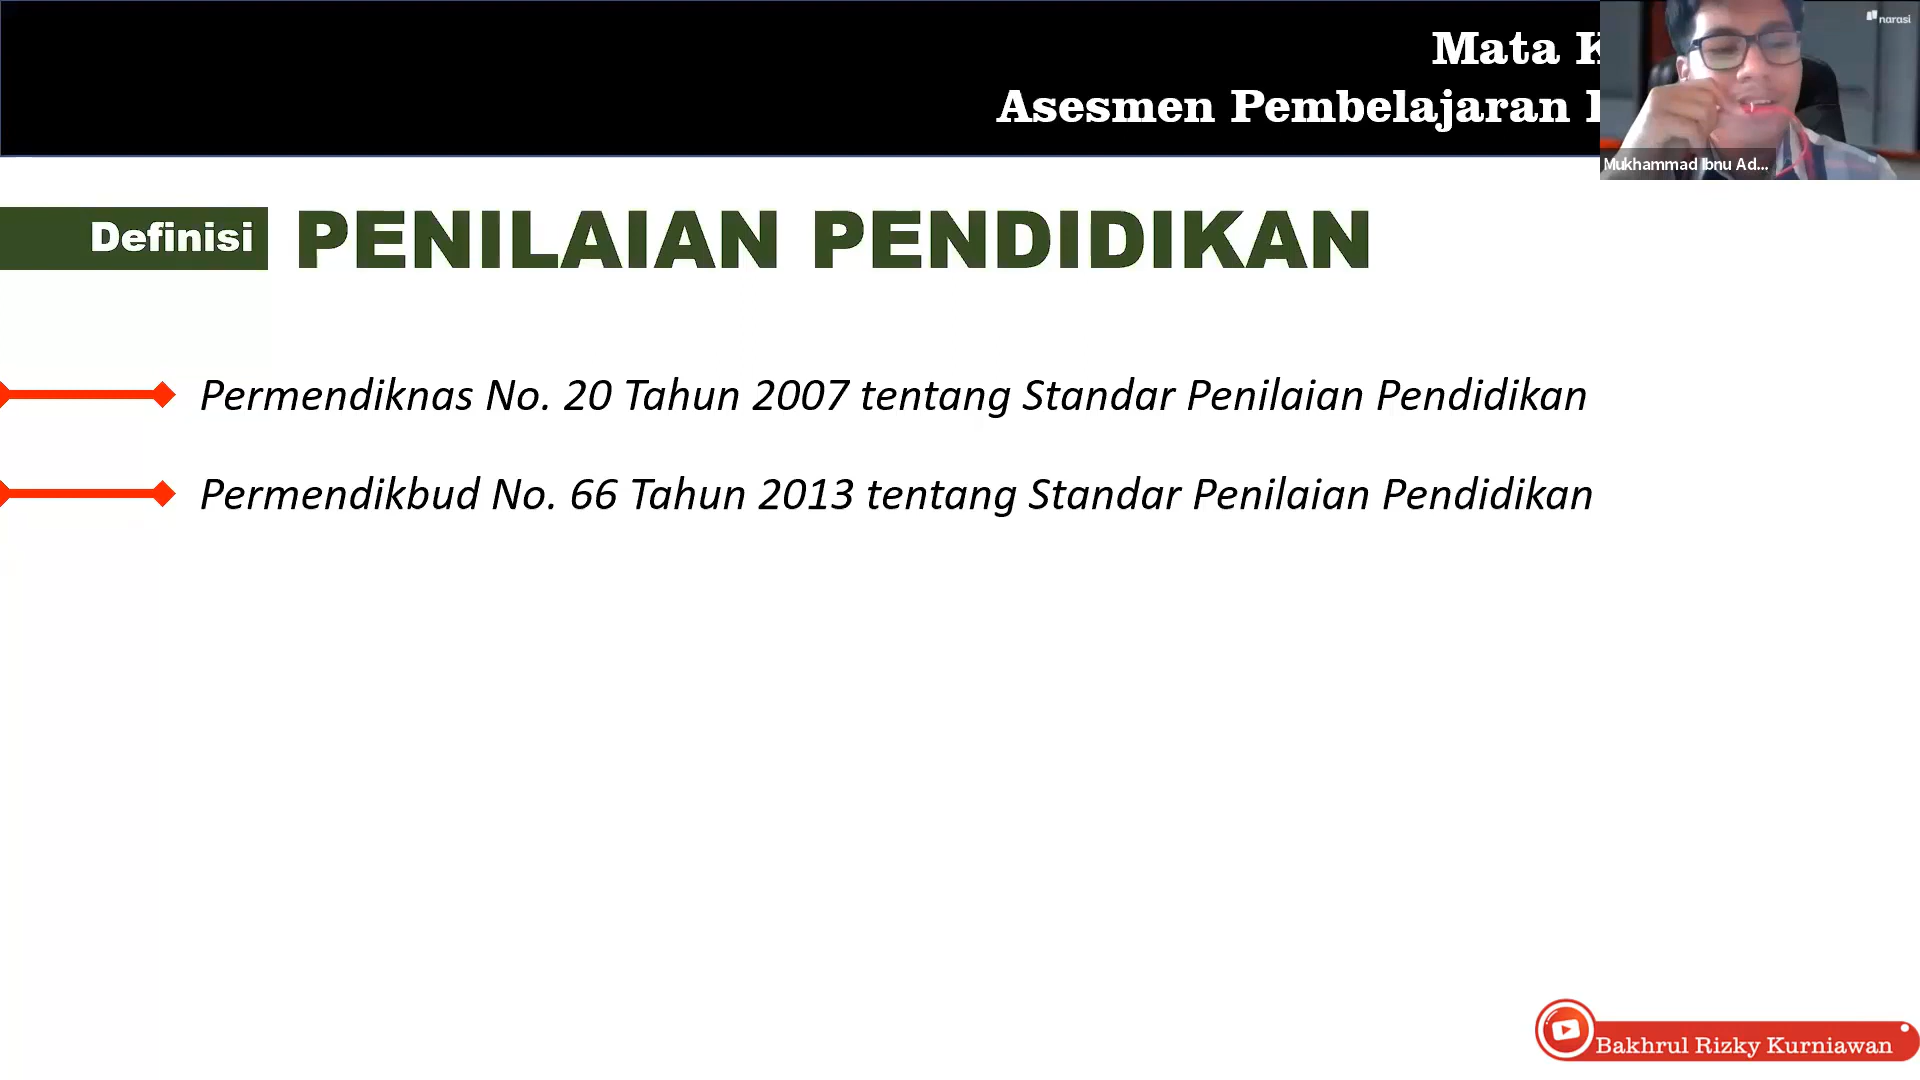 Mata
Asesmen Pembelajaran
narasi
Mukhammad Ibnu Ad...
Definisi
PENILAIAN PENDIDIKAN
Permendiknas No. 20 Tahun 2007 tentang Standar Penilaian Pendidikan
Permendikbud No. 66 Tahun 2013 tentang Standar Penilaian Pendidikan
Bakhrul Rizky Kurniawan